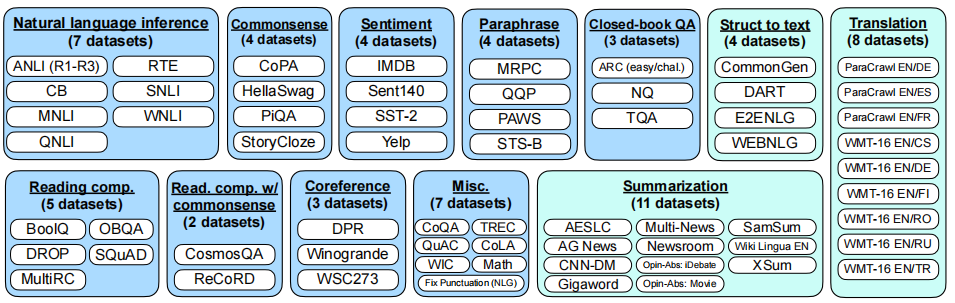 Natural language inference
(7 datasets)
ANLI (R1-R3)
RTE
CB
SNLI
MNLI
WNLI
QNLI
Commonsense
(4 datasets)
CoPA
HellaSwag
PiQA
StoryCloze
Sentiment
(4 datasets)
IMDB
Sent140
SST-2
Yelp
Paraphrase
(4 datasets)
MRPC
QQP
PAWS
STS-B
Closed-book QA
(3 datasets)
ARC (easy/chal.)
NQ
TQA
Struct to text
(4 datasets)
CommonGen
DART
E2ENLG
WEBNLG
Translation
(8 datasets)
ParaCrawl EN/DE
ParaCrawl EN/ES
ParaCrawl EN/FR
WMT-16 EN/CS
WMT-16 EN/DE
WMT-16 EN/FI
WMT-16 EN/RO
WMT-16 EN/RU
WMT-16 EN/TR
Reading comp.
(5 datasets)
BoolQ
OBQA
DROP
SQuAD
MultiRC
Read. comp. w/
commonsense
(2 datasets)
CosmosQA
ReCoRD
Coreference
(3 datasets)
DPR
Winogrande
WSC273
Misc.
(7 datasets)
CoQA
TREC
QuAC
CoLA
WIC
Math
Fix Punctuation (NLG)
Summarization
(11 datasets)
AESLC
Multi-News
SamSum
AG News
Newsroom
Wiki Lingua EN
CNN-DM
Opin-Abs: iDebate
XSum
Gigaword
Opin-Abs: Movie